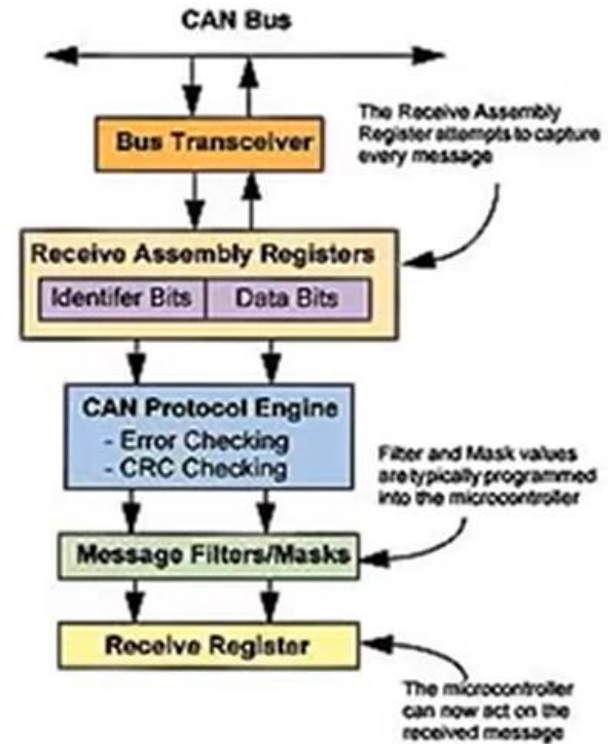 CAN Bus
Bus Transceiver
The Receive Assembly
Register attempts to capture
every message
Receive Assembly Registers
Identifer Bits
Data Bits
CAN Protocol Engine
- Error Checking
- CRC Checking
Filter and Mask values
are typically programmed
into the microcontroller
Message Filters/Masks
Receive Register
The microcontroller
can now act on the
received message